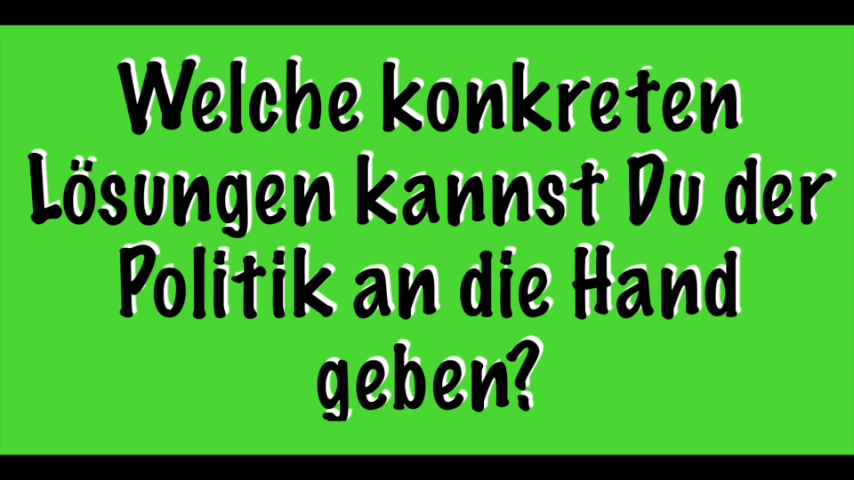 Welche konkreten
Lösungen kannst Du der
Politik an die Hand
geben?